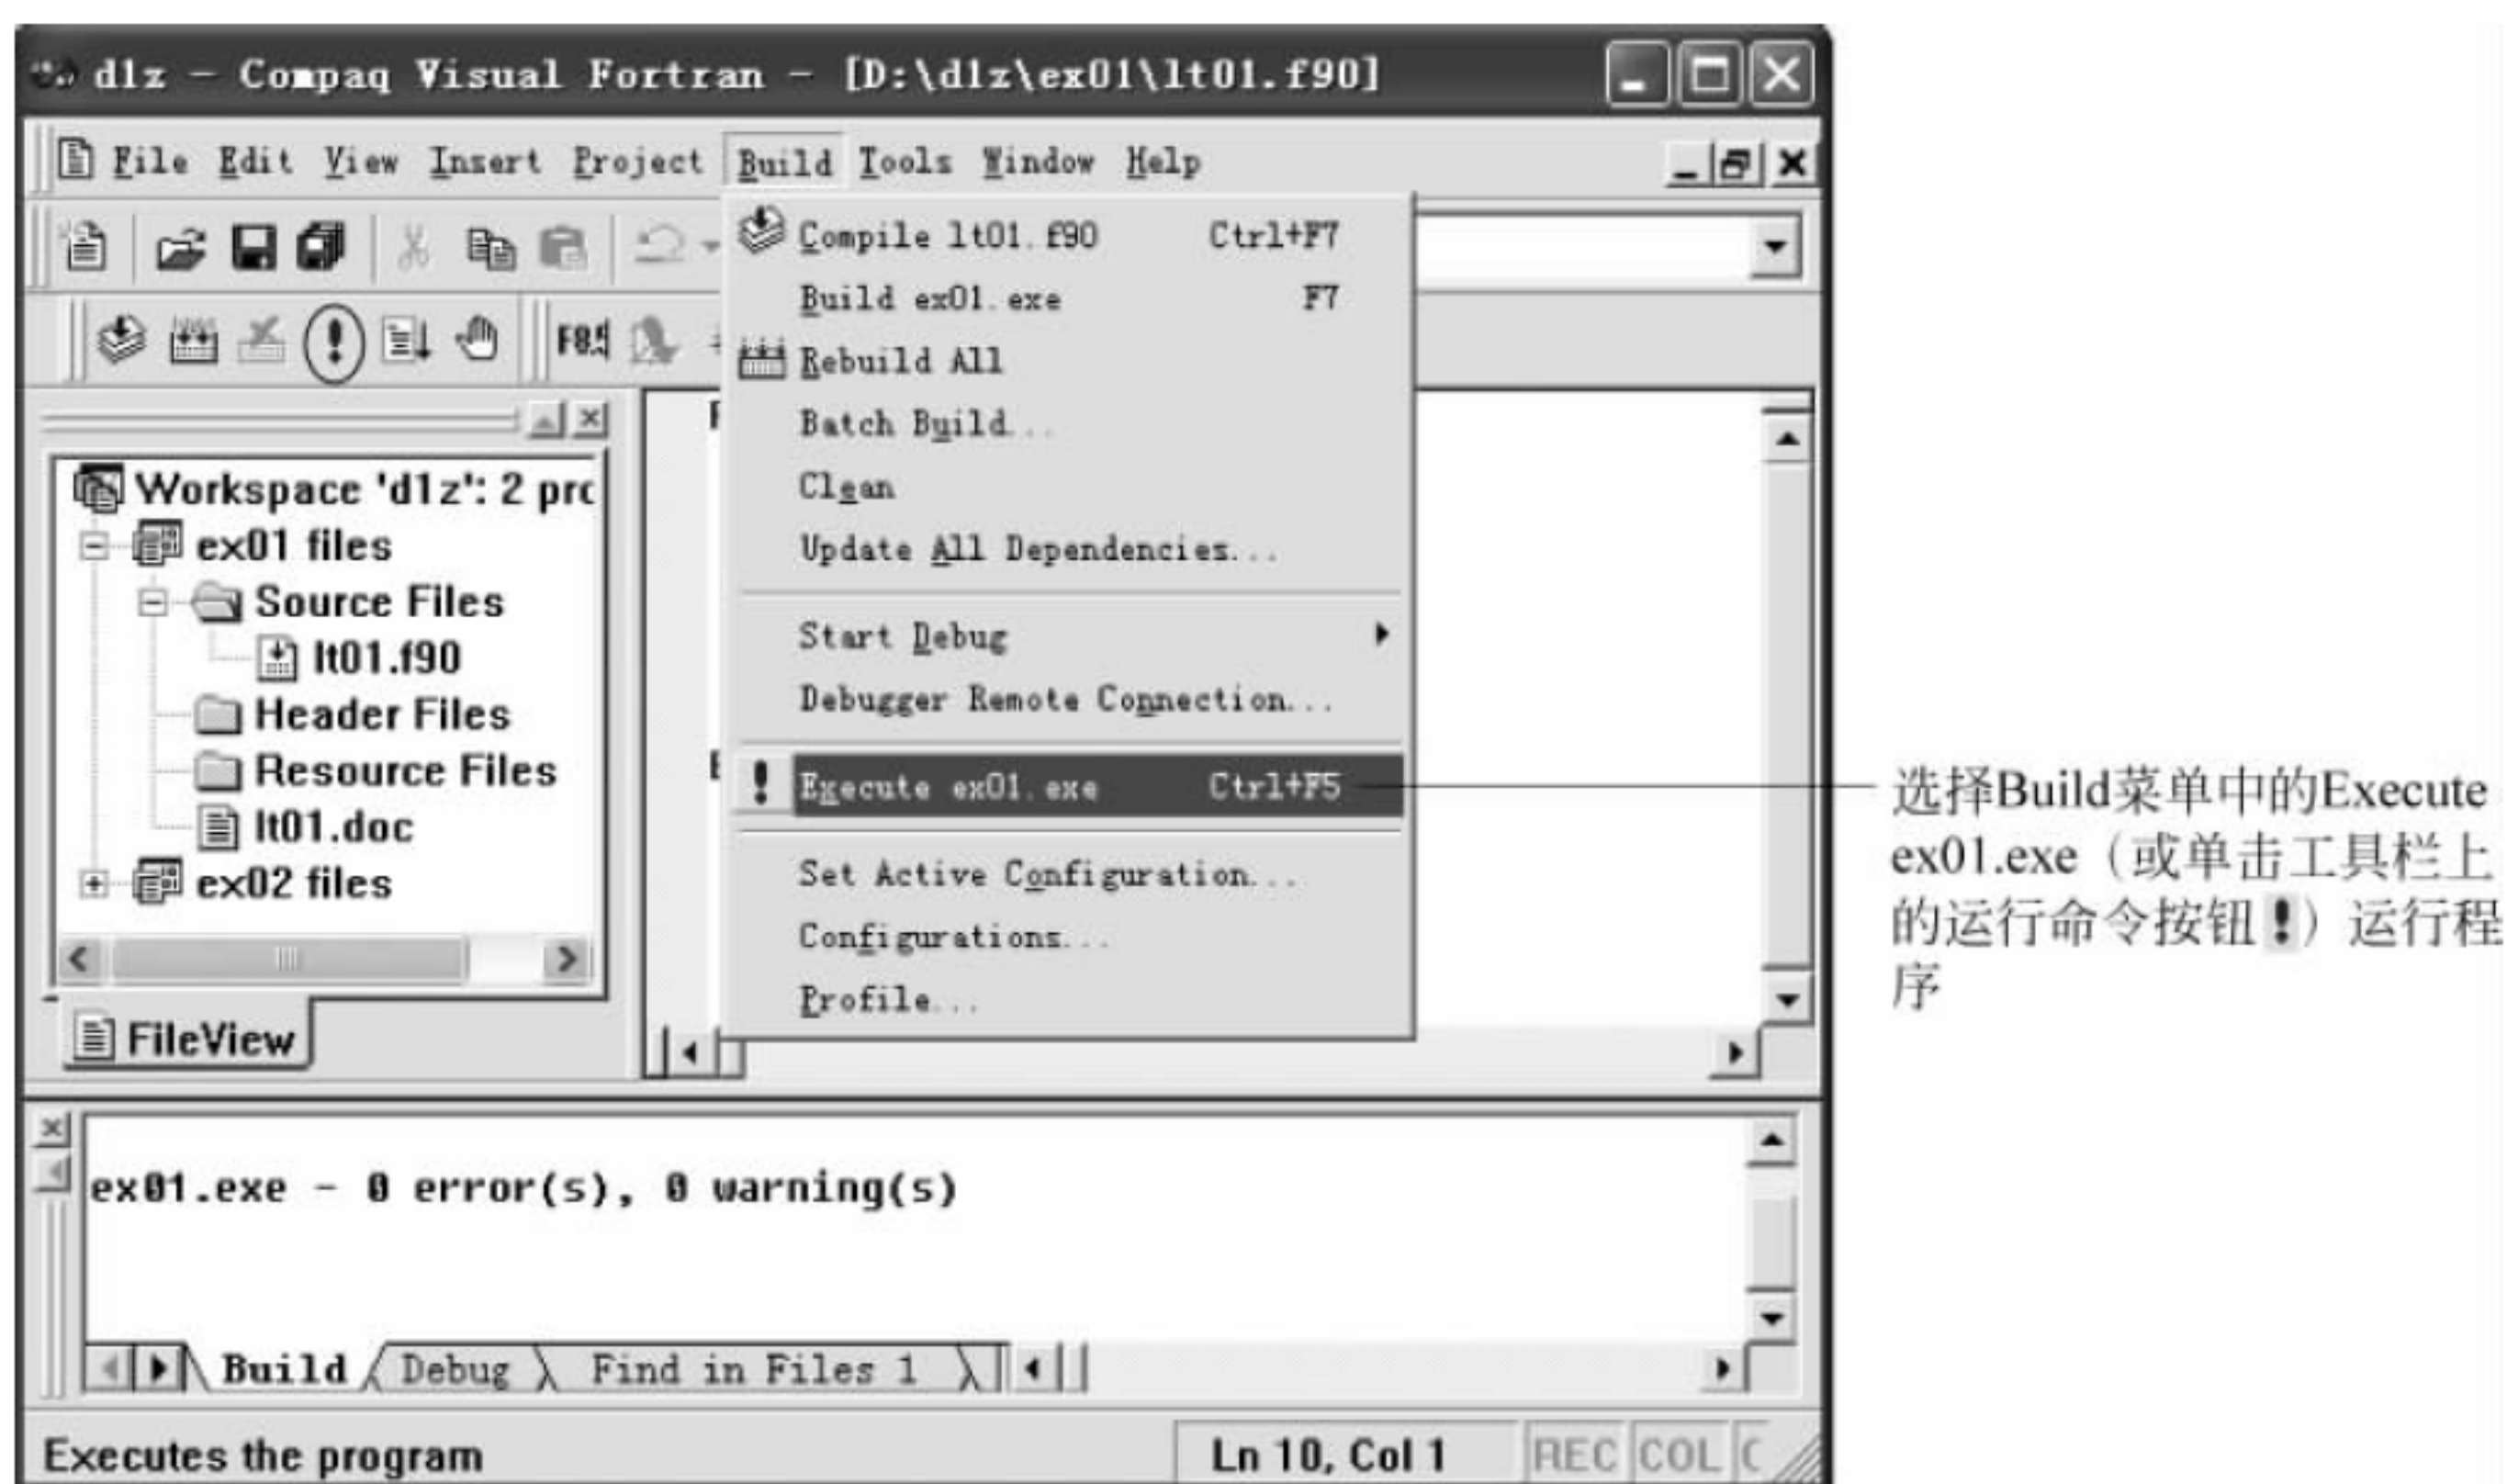 dlz - Compaq Visual Fortran - [D:\dlz\ex01\lt01.f90]
File Edit View Insert Project Build Tools Window Help
Compile lt01.f90 Ctrl+F7
Build ex01.exe F7
Rebuild All
Batch Build...
Clean
Update All Dependencies...
Start Debug
Debugger Remote Connection...
Execute ex01.exe Ctrl+F5
Set Active Configuration...
Configurations...
Profile...
Workspace 'd1z': 2 prc
ex01 files
Source Files
lt01.f90
Header Files
Resource Files
lt01.doc
ex02 files
FileView
选择Build菜单中的Execute
ex01.exe（或单击工具栏上
的运行命令按钮!）运行程
序
ex01.exe - 0 error(s), 0 warning(s)
Build Debug Find in Files 1
Executes the program Ln 10, Col 1 REC COL